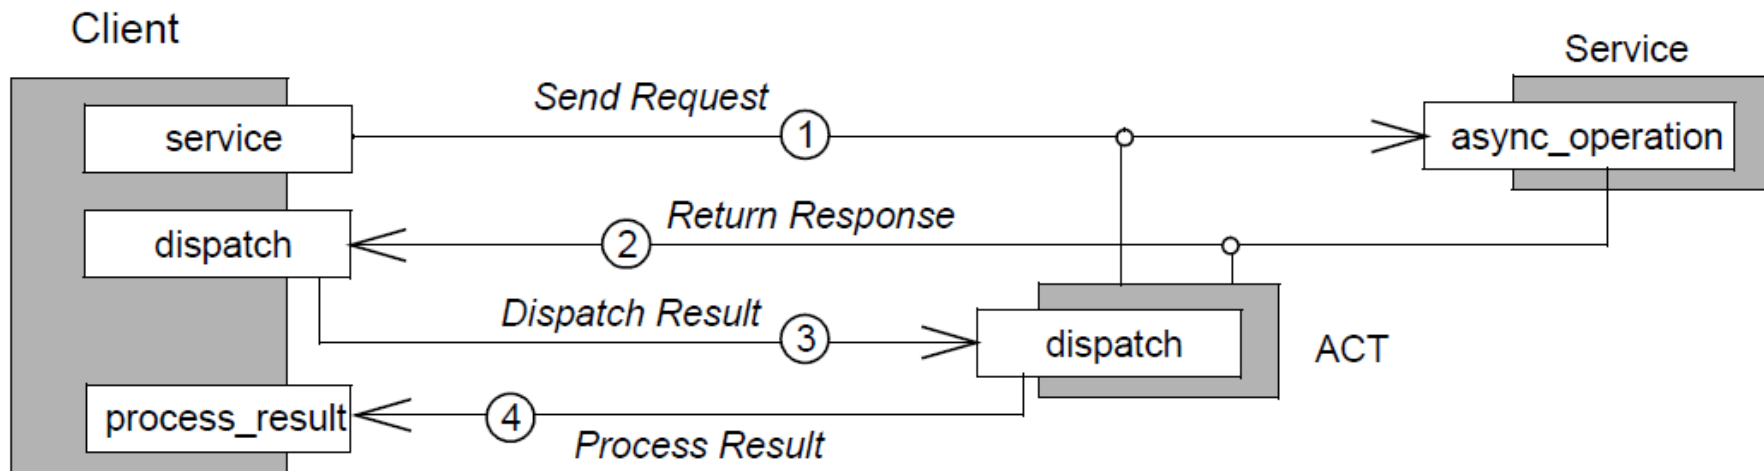 Client
Service
Send Request
service
1
async_operation
Return Response
dispatch
2
Dispatch Result
3
dispatch
ACT
process_result
4
Process Result